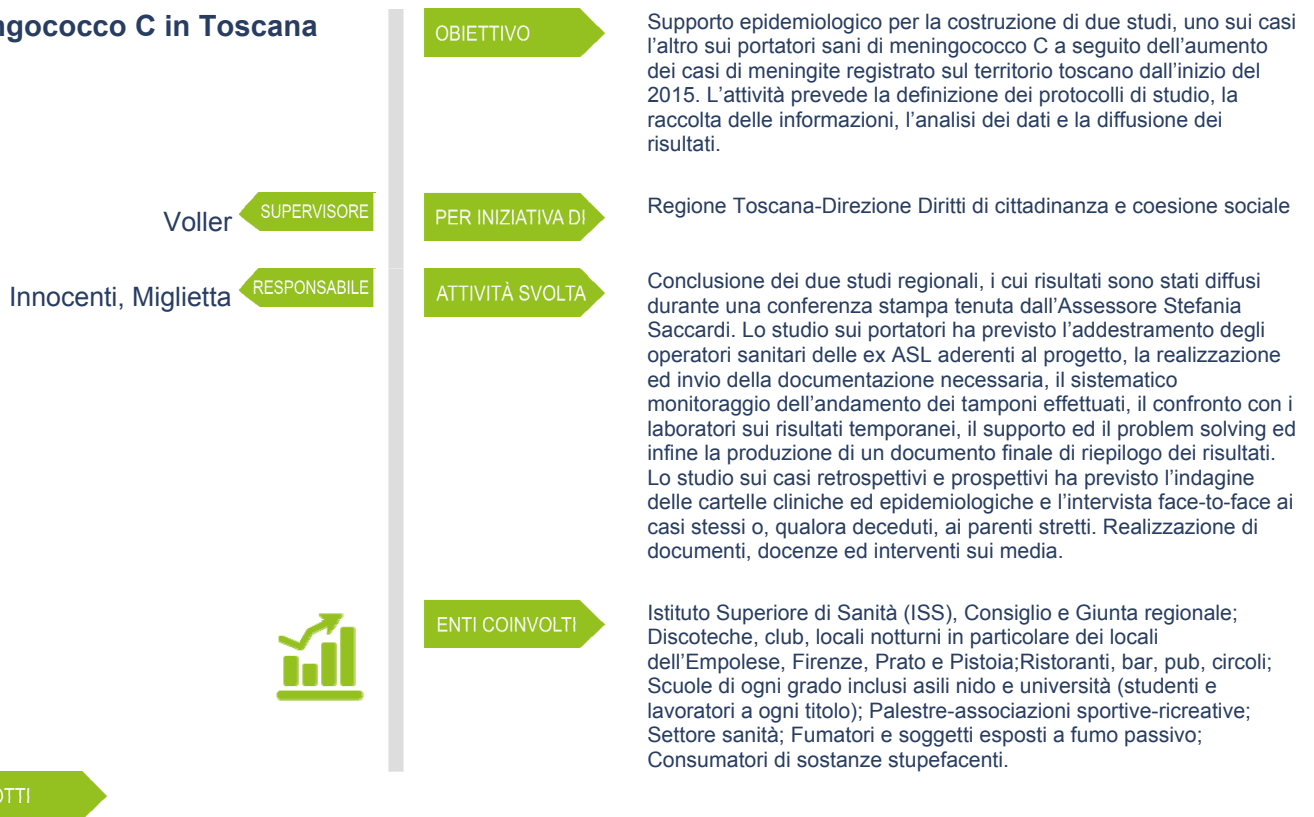 ngococco C in Toscana
OBIETTIVO
Supporto epidemiologico per la costruzione di due studi, uno sui casi
l'altro sui portatori sani di meningococco C a seguito dell'aumento
dei casi di meningite registrato sul territorio toscano dall'inizio del
2015. L'attività prevede la definizione dei protocolli di studio, la
raccolta delle informazioni, l'analisi dei dati e la diffusione dei
risultati.
Voller
SUPERVISORE
PER INIZIATIVA DI
Regione Toscana-Direzione Diritti di cittadinanza e coesione sociale
Innocenti, Miglietta
RESPONSABILE
ATTIVITÀ SVOLTA
Conclusione dei due studi regionali, i cui risultati sono stati diffusi
durante una conferenza stampa tenuta dall'Assessore Stefania
Saccardi. Lo studio sui portatori ha previsto l'addestramento degli
operatori sanitari delle ex ASL aderenti al progetto, la realizzazione
ed invio della documentazione necessaria, il sistematico
monitoraggio dell'andamento dei tamponi effettuati, il confronto con i
laboratori sui risultati temporanei, il supporto ed il problem solving ed
infine la produzione di un documento finale di riepilogo dei risultati.
Lo studio sui casi retrospettivi e prospettivi ha previsto l'indagine
delle cartelle cliniche ed epidemiologiche e l'intervista face-to-face ai
casi stessi o, qualora deceduti, ai parenti stretti. Realizzazione di
documenti, docenze ed interventi sui media.
ENTI COINVOLTI
Istituto Superiore di Sanità (ISS), Consiglio e Giunta regionale;
Discoteche, club, locali notturni in particolare dei locali
dell'Empolese, Firenze, Prato e Pistoia;Ristoranti, bar, pub, circoli;
Scuole di ogni grado inclusi asili nido e università (studenti e
lavoratori a ogni titolo); Palestre-associazioni sportive-ricreative;
Settore sanità; Fumatori e soggetti esposti a fumo passivo;
Consumatori di sostanze stupefacenti.
OTTI